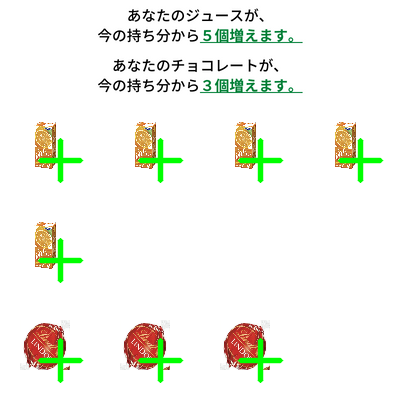 あなたのジュースが、
今の持ち分から５個増えます。
あなたのチョコレートが、
今の持ち分から３個増えます。